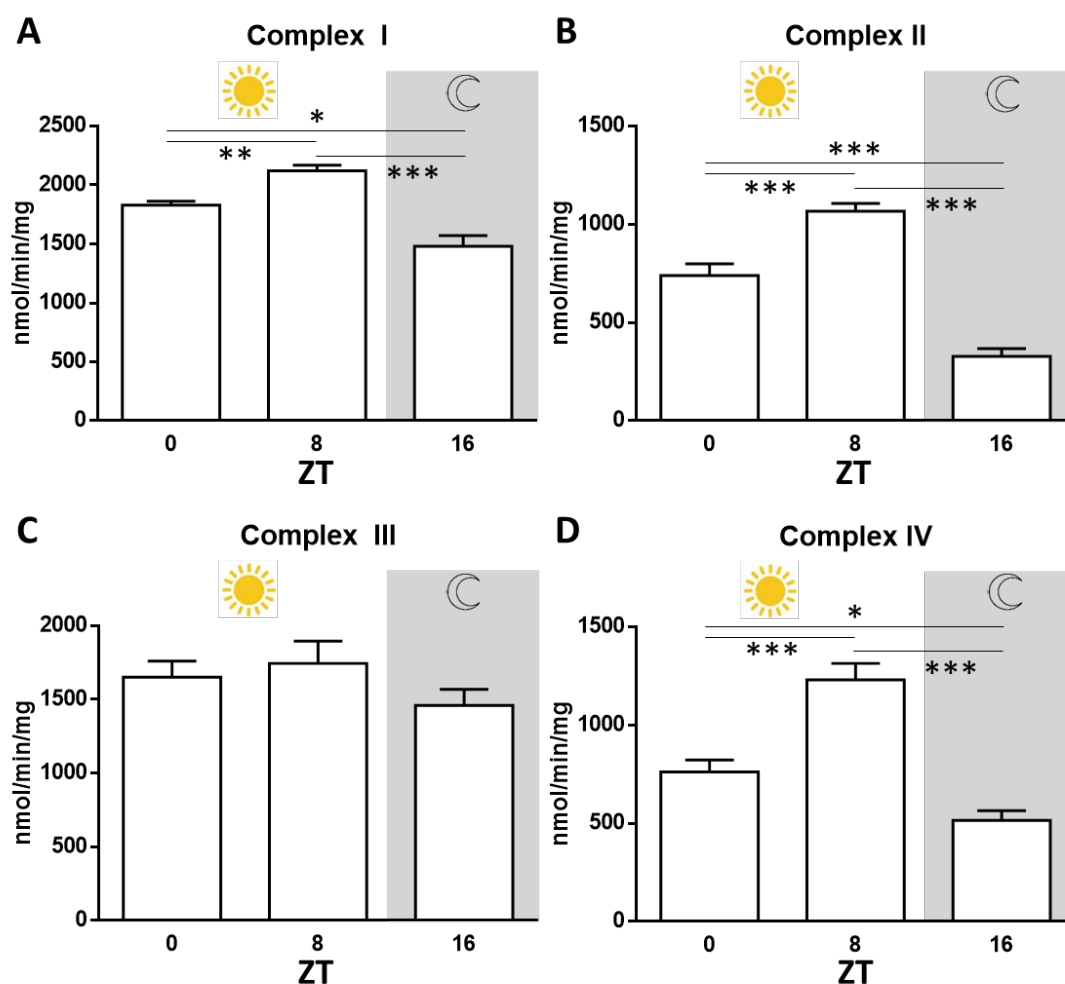 A
Complex I
2500
2000
1500
1000
500
0
nmol/min/mg
*
**
***
0 8 16
ZT
B
Complex II
1500
1000
500
0
nmol/min/mg
***
***
***
0 8 16
ZT
C
Complex III
2000
1500
1000
500
0
nmol/min/mg
0 8 16
ZT
D
Complex IV
1500
1000
500
0
nmol/min/mg
*
***
***
0 8 16
ZT